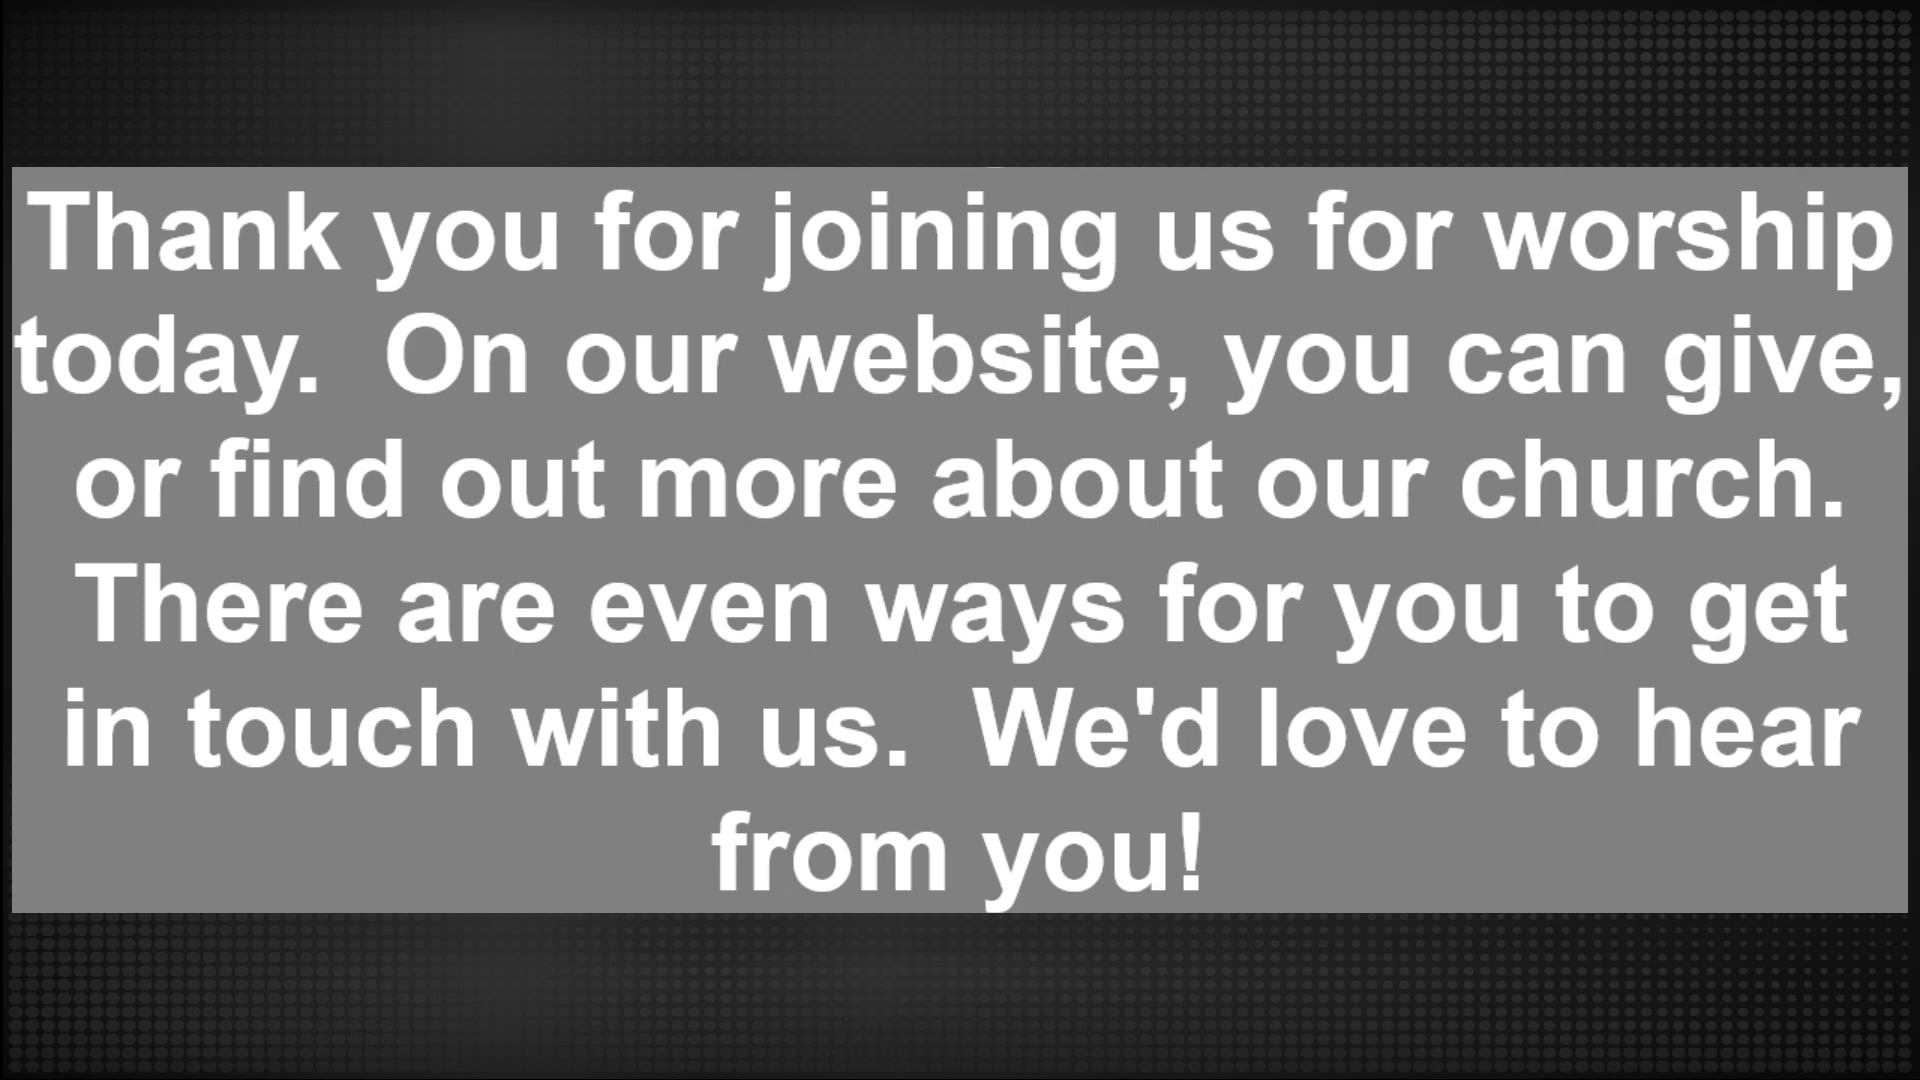 Thank you for joining us for worship
today.  On our website, you can give,
or find out more about our church.
There are even ways for you to get
in touch with us.  We'd love to hear
from you!